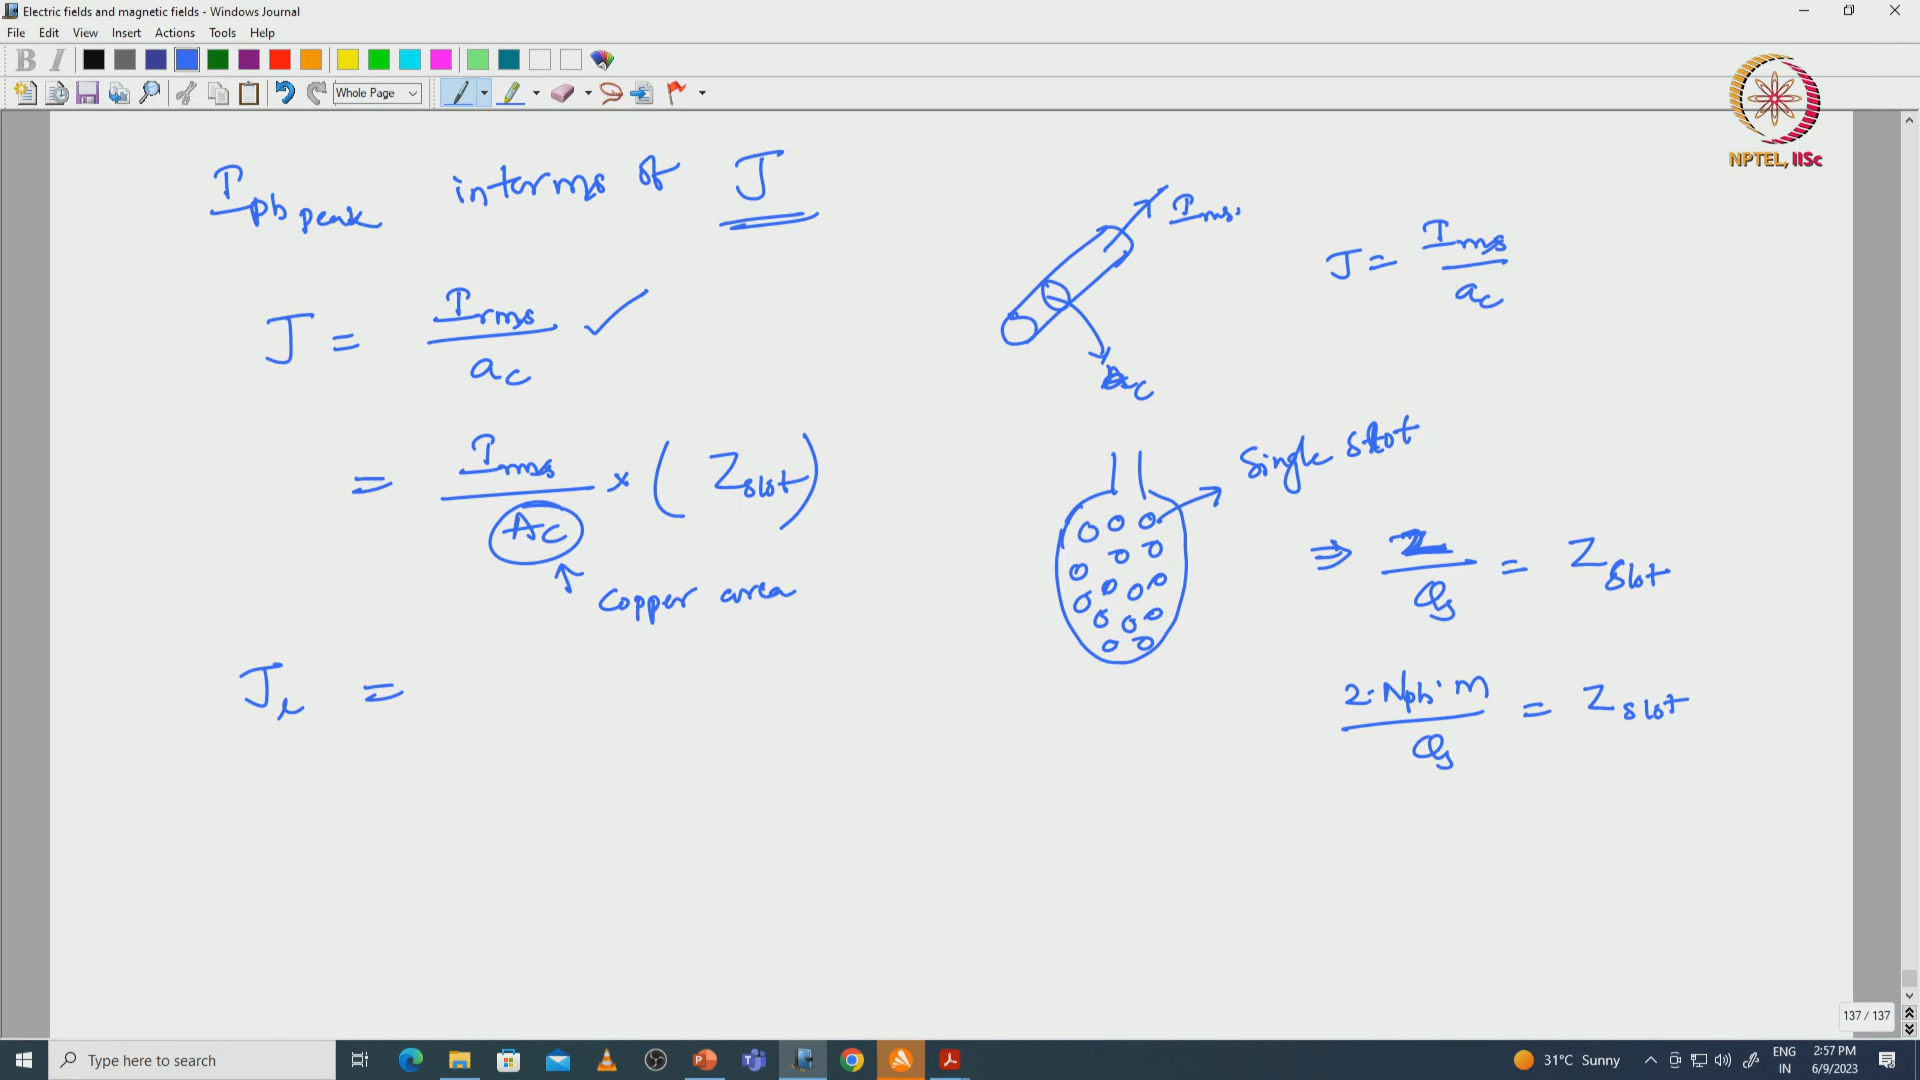 Electric fields and magnetic fields - Windows Journal
File Edit View Insert Actions Tools Help
Whole Page
NPTEL, IISc
I ph peak interms of J
J = Irms / ac ✓
= Irms / Ac × ( Zslot )
copper area
Irms
Ac
J = Irms / ac
Single slot
⇒ Z / Qs = Zslot
2·Nph·m / Qs = Zslot
137 / 137
Type here to search
31°C Sunny
ENG
IN
2:57 PM
6/9/2023